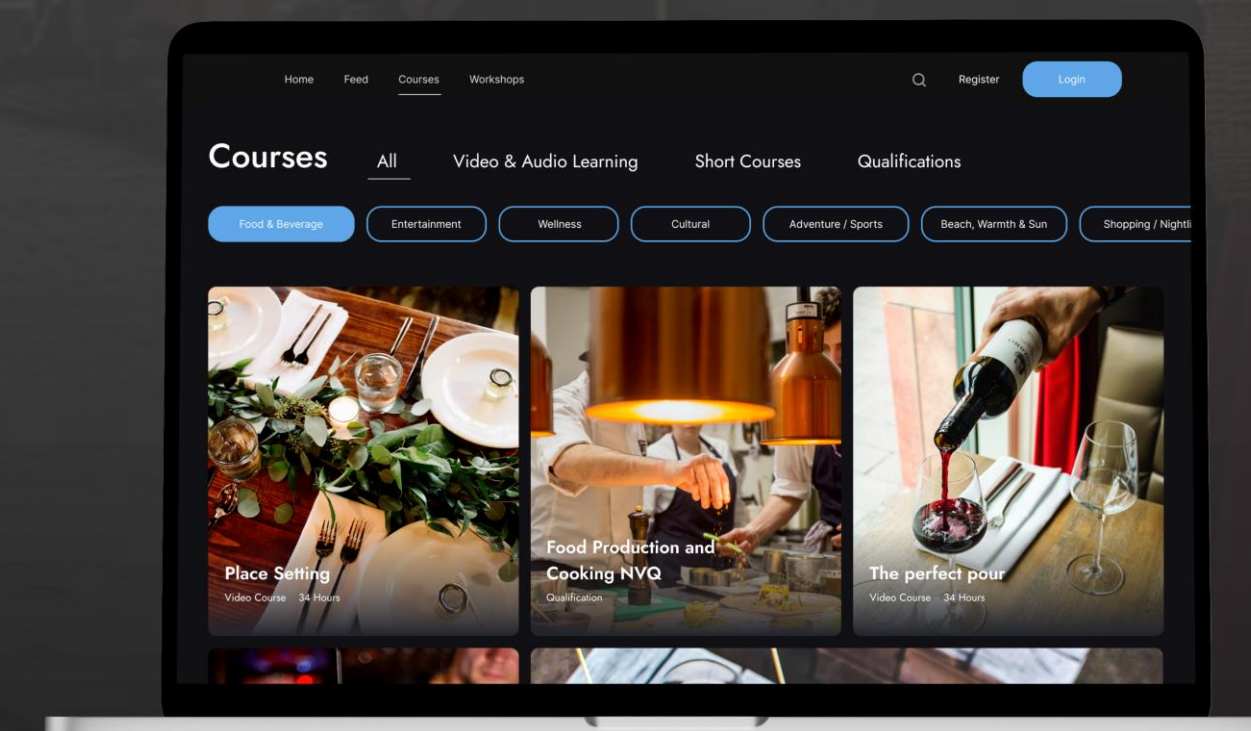 Home Feed Courses Workshops Register Login
Courses All Video & Audio Learning Short Courses Qualifications
Food & Beverage Entertainment Wellness Cultural Adventure / Sports Beach, Warmth & Sun Shopping / Nightli
Place Setting
Video Course 34 Hours
Food Production and
Cooking NVQ
Qualification
The perfect pour
Video Course 34 Hours